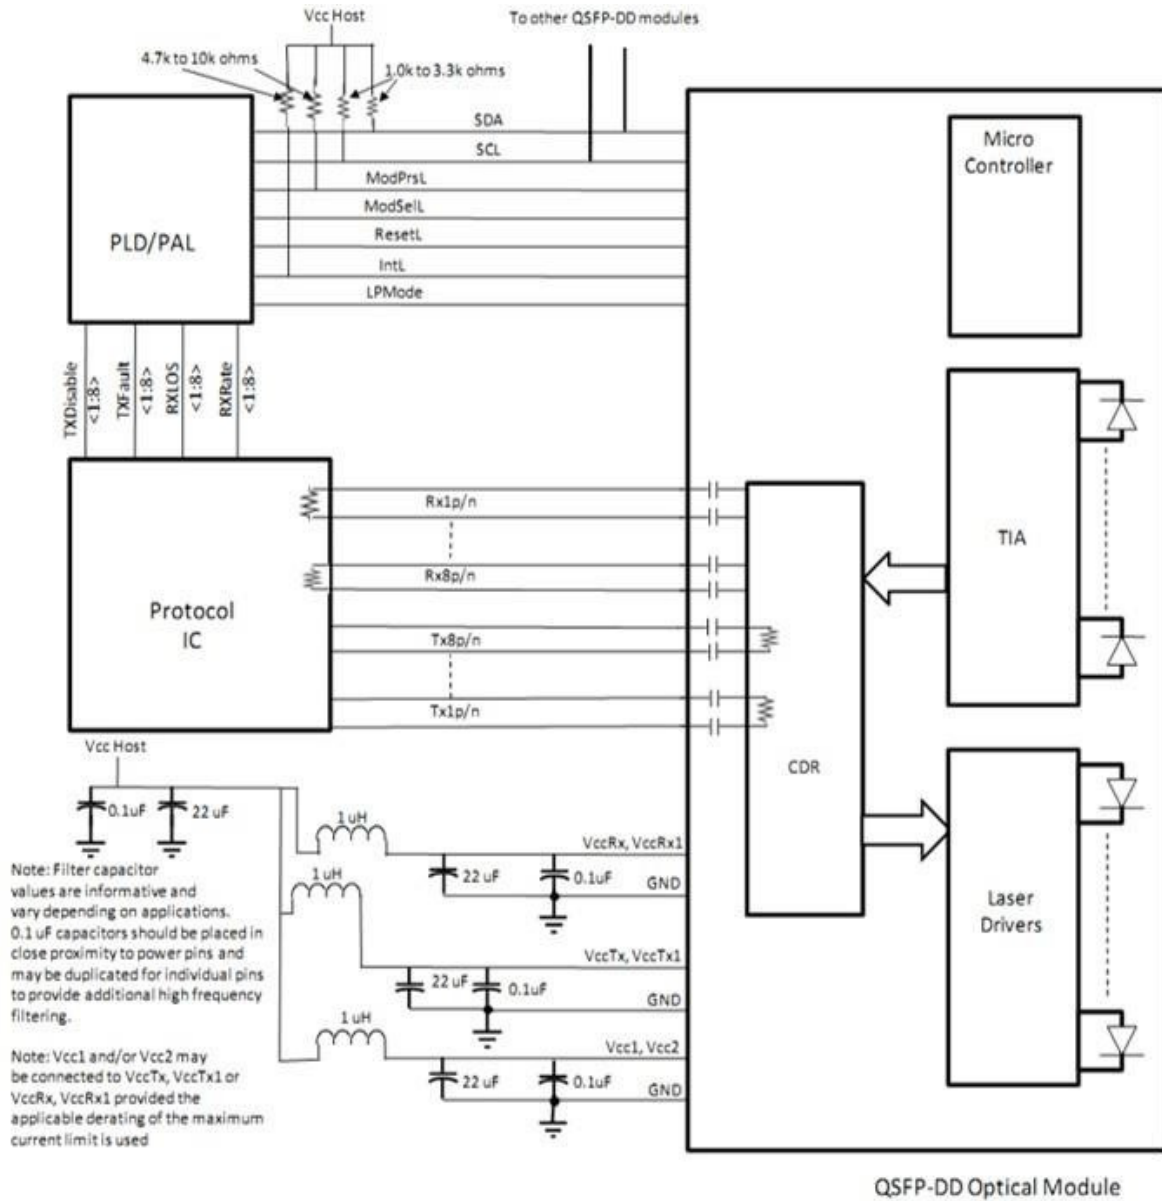 Vcc Host
To other QSFP-DD modules
4.7k to 10k ohms
1.0k to 3.3k ohms
SDA
SCL
ModPrsL
ModSelL
ResetL
IntL
LPMode
PLD/PAL
Micro
Controller
TXDisable
<1:8>
TXFault
<1:8>
RXLOS
<1:8>
RXRate
<1:8>
Rx1p/n
Rx8p/n
Tx8p/n
Tx1p/n
Protocol
IC
TIA
CDR
Laser
Drivers
Vcc Host
0.1uF
22 uF
1 uH
VccRx, VccRx1
22 uF
0.1uF
GND
1 uH
VccTx, VccTx1
22 uF
0.1uF
GND
1 uH
Vcc1, Vcc2
22 uF
0.1uF
GND
Note: Filter capacitor
values are informative and
vary depending on applications.
0.1 uF capacitors should be placed in
close proximity to power pins and
may be duplicated for individual pins
to provide additional high frequency
filtering.
Note: Vcc1 and/or Vcc2 may
be connected to VccTx, VccTx1 or
VccRx, VccRx1 provided the
applicable derating of the maximum
current limit is used
QSFP-DD Optical Module